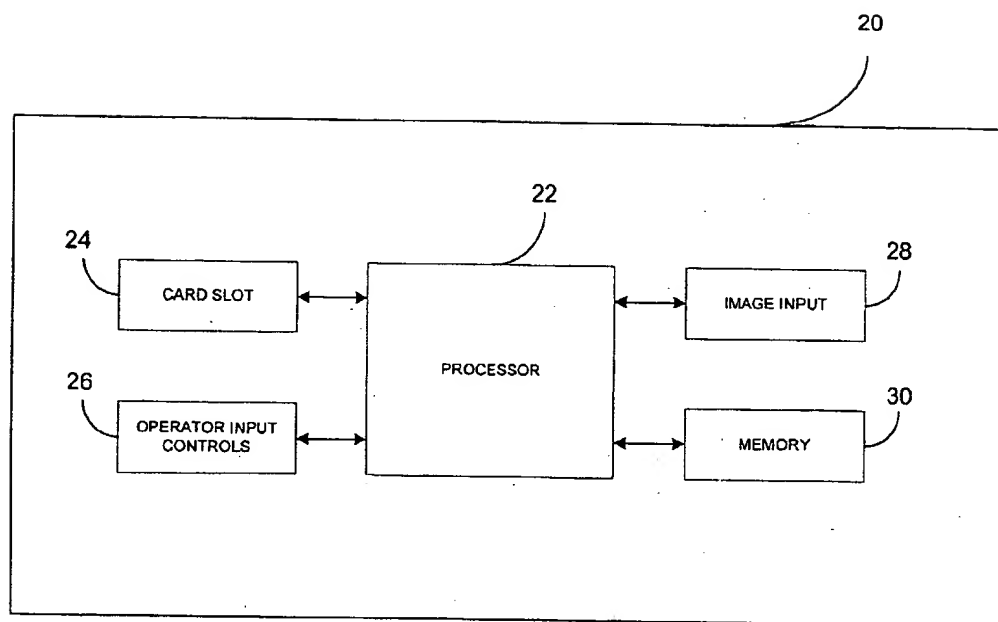 20
22
24
CARD SLOT
28
IMAGE INPUT
PROCESSOR
26
OPERATOR INPUT
CONTROLS
30
MEMORY